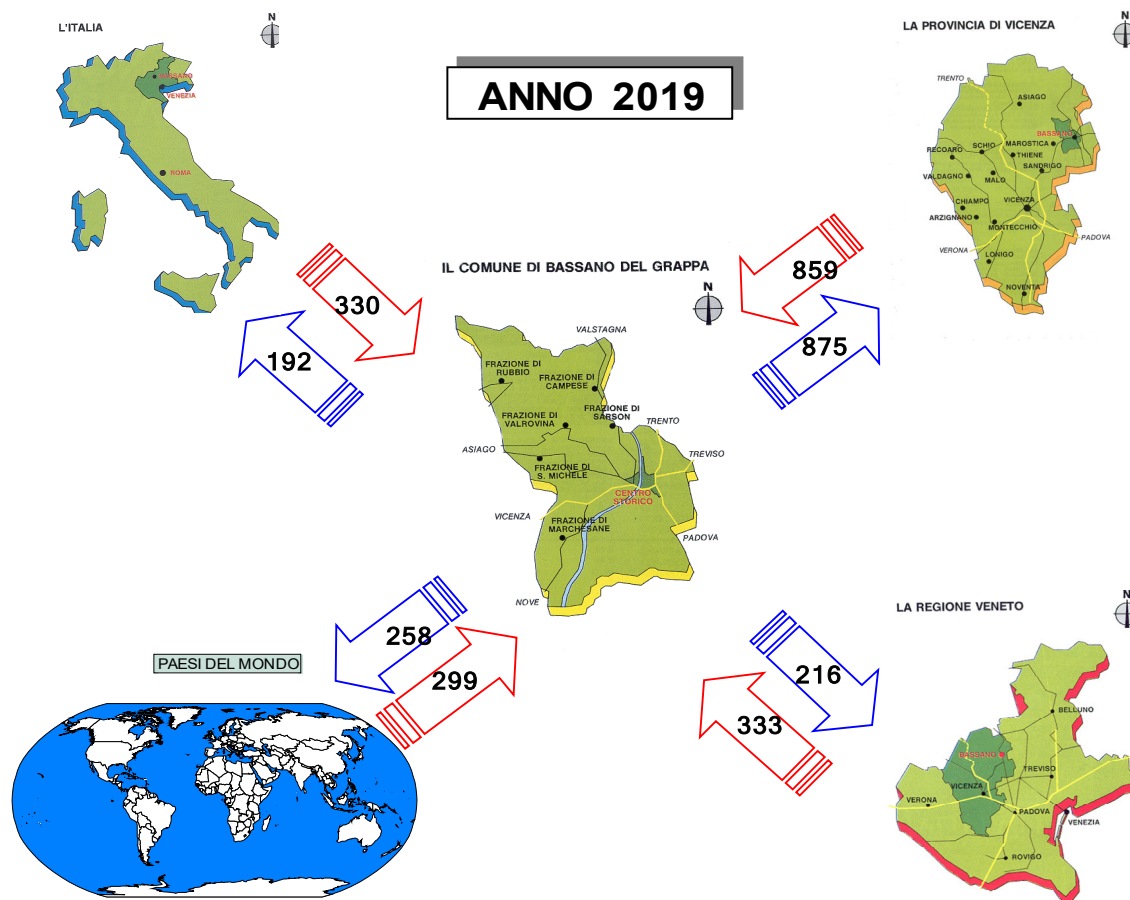 L'ITALIA
N
BASSANO
VENEZIA
ROMA
ANNO 2019
LA PROVINCIA DI VICENZA
N
TRENTO
ASIAGO
BASSANO
MAROSTICA
SCHIO
THIENE
RECOARO
SANDRIGO
VALDAGNO
MALO
CHIAMPO
VICENZA
ARZIGNANO
MONTECCHIO
PADOVA
VERONA
LONIGO
NOVENTA
330
192
859
875
IL COMUNE DI BASSANO DEL GRAPPA
N
VALSTAGNA
FRAZIONE DI
RUBBIO
FRAZIONE DI
CAMPESE
FRAZIONE DI
SARSON
FRAZIONE DI
VALROVINA
TRENTO
ASIAGO
TREVISO
FRAZIONE DI
S. MICHELE
CENTRO
STORICO
VICENZA
FRAZIONE DI
MARCHESANE
PADOVA
NOVE
258
299
216
333
PAESI DEL MONDO
LA REGIONE VENETO
N
BELLUNO
BASSANO
TREVISO
VICENZA
VERONA
PADOVA
VENEZIA
ROVIGO